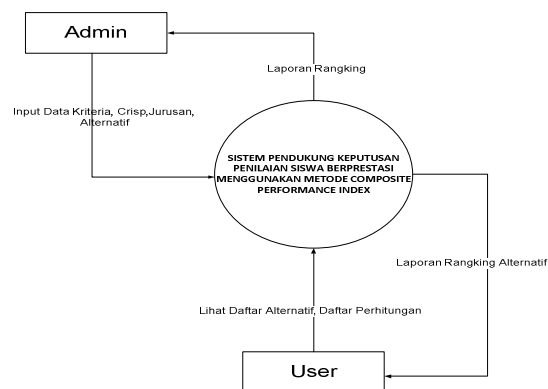 Admin
Laporan Rangking
Input Data Kriteria, Crisp,Jurusan,
Alternatif
SISTEM PENDUKUNG KEPUTUSAN
PENILAIAN SISWA BERPRESTASI
MENGGUNAKAN METODE COMPOSITE
PERFORMANCE INDEX
Laporan Rangking Alternatif
Lihat Daftar Alternatif, Daftar Perhitungan
User